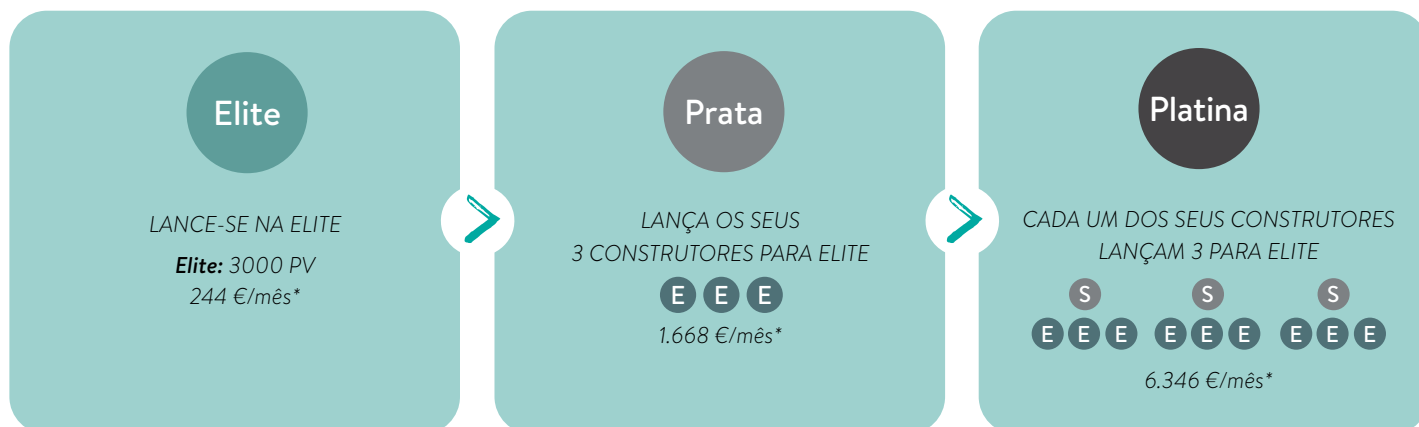 Elite
LANCE-SE NA ELITE
Elite: 3000 PV
244 €/mês*
Prata
LANÇA OS SEUS
3 CONSTRUTORES PARA ELITE
E E E
1.668 €/mês*
Platina
CADA UM DOS SEUS CONSTRUTORES
LANÇAM 3 PARA ELITE
S S S
E E E E E E E E E
6.346 €/mês*